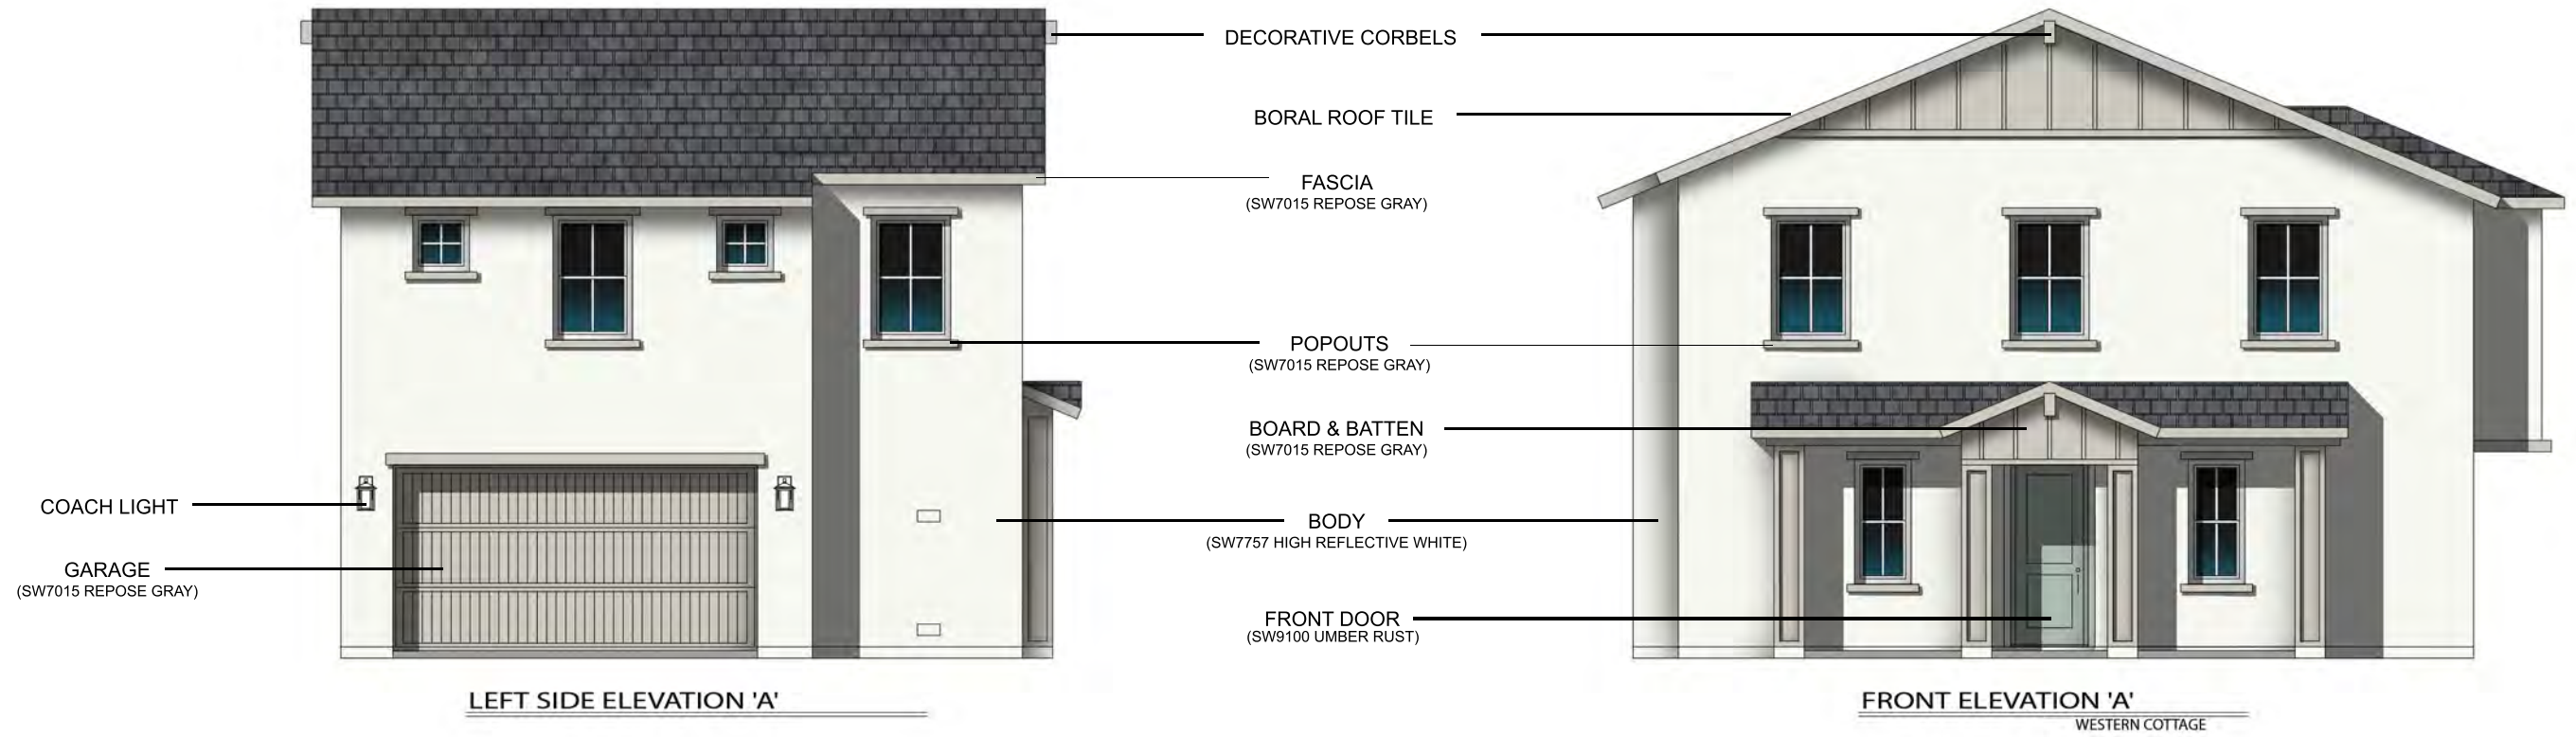 DECORATIVE CORBELS
BORAL ROOF TILE
FASCIA
(SW7015 REPOSE GRAY)
POPOUTS
(SW7015 REPOSE GRAY)
BOARD & BATTEN
(SW7015 REPOSE GRAY)
COACH LIGHT
BODY
(SW7757 HIGH REFLECTIVE WHITE)
GARAGE
(SW7015 REPOSE GRAY)
FRONT DOOR
(SW9100 UMBER RUST)
LEFT SIDE ELEVATION 'A'
FRONT ELEVATION 'A'
WESTERN COTTAGE